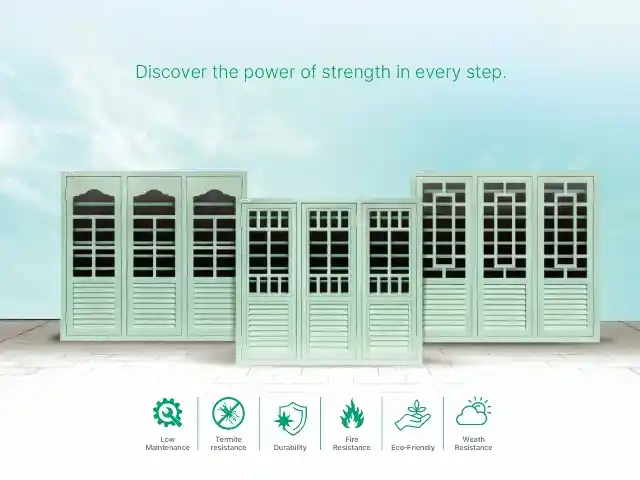 Discover the power of strength in every step.
Low
Maintenance
Termite
resistance
Durability
Fire
Resistance
Eco-Friendly
Weath
Resistance